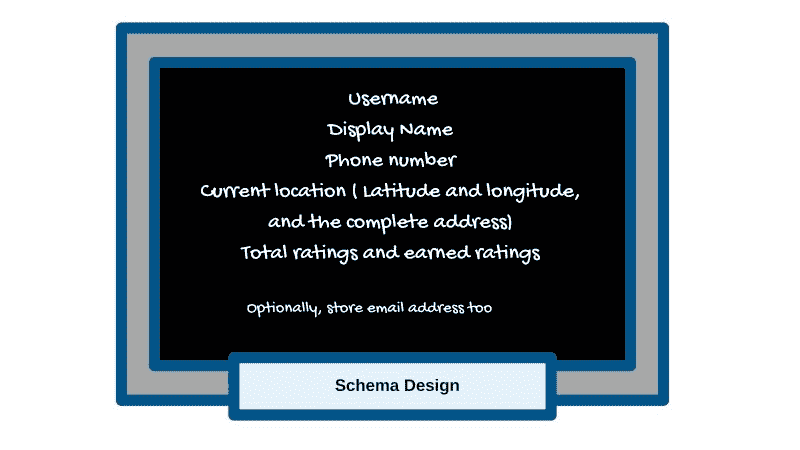 Username
Display Name
Phone number
Current location ( Latitude and longitude,
and the complete address)
Total ratings and earned ratings
Optionally, store email address too
Schema Design